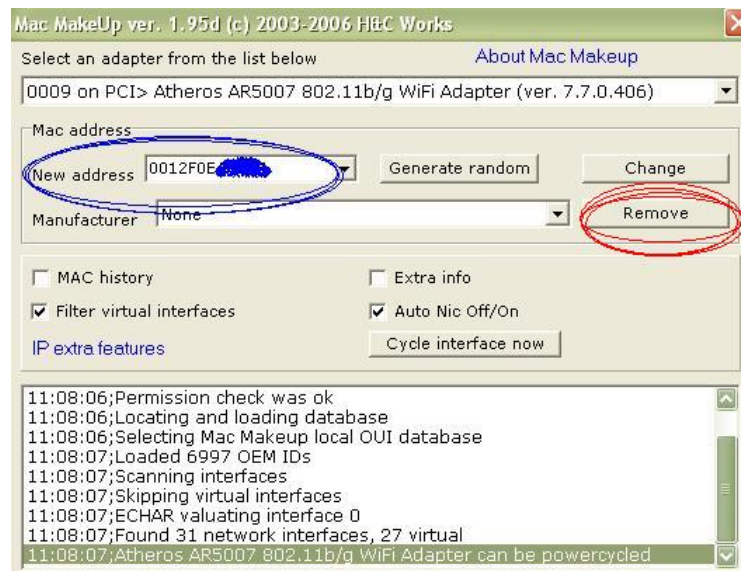 Mac MakeUp ver. 1.95d (c) 2003-2006 H&C Works
Select an adapter from the list below
About Mac Makeup
0009 on PCI> Atheros AR5007 802.11b/g WiFi Adapter (ver. 7.7.0.406)
Mac address
New address 0012F0E
Generate random
Change
Manufacturer None
Remove
MAC history
Extra info
Filter virtual interfaces
Auto Nic Off/On
IP extra features
Cycle interface now
11:08:06;Permission check was ok
11:08:06;Locating and loading database
11:08:06;Selecting Mac Makeup local OUI database
11:08:07;Loaded 6997 OEM IDs
11:08:07;Scanning interfaces
11:08:07;Skipping virtual interfaces
11:08:07;ECHAR valuating interface 0
11:08:07;Found 31 network interfaces, 27 virtual
11:08:07;Atheros AR5007 802.11b/g WiFi Adapter can be powercycled